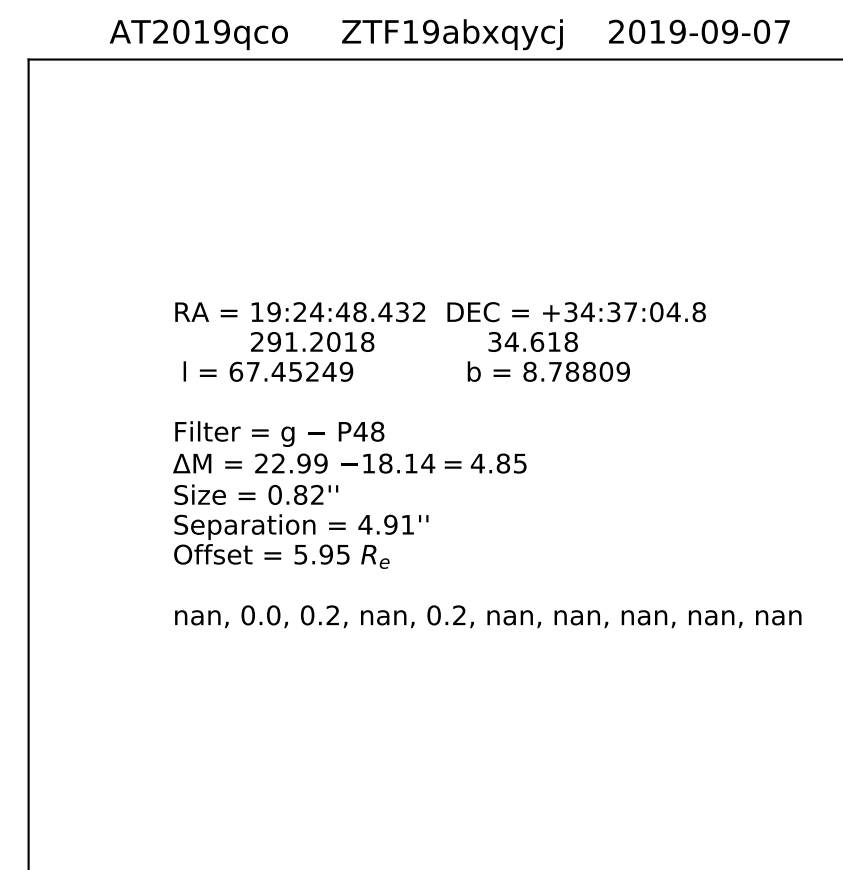 AT2019qco ZTF19abxqycj 2019-09-07
RA = 19:24:48.432 DEC = +34:37:04.8
291.2018 34.618
l = 67.45249 b = 8.78809
Filter = g − P48
ΔM = 22.99 −18.14 = 4.85
Size = 0.82''
Separation = 4.91''
Offset = 5.95 Rₑ
nan, 0.0, 0.2, nan, 0.2, nan, nan, nan, nan, nan